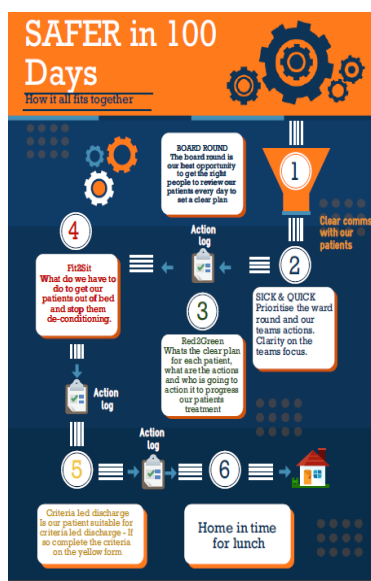 SAFER in 100
Days
How it all fits together
BOARD ROUND
The board round is
our best opportunity
to get the right
people to review our
patients every day to
set a clear plan
1
Clear comms
with our
patients
2
SICK & QUICK
Prioritise the ward
round and our
teams actions.
Clarity on the
teams focus.
Action
log
3
Red2Green
Whats the clear plan
for each patient,
what are the actions
and who is going to
action it to progress
our patients
treatment
4
Fit2Sit
What do we have to
do to get our
patients out of bed
and stop them
de-conditioning.
Action
log
5
Criteria led discharge
Is our patient suitable for
criteria led discharge - If
so complete the criteria
on the yellow form
Action
log
6
Home in time
for lunch